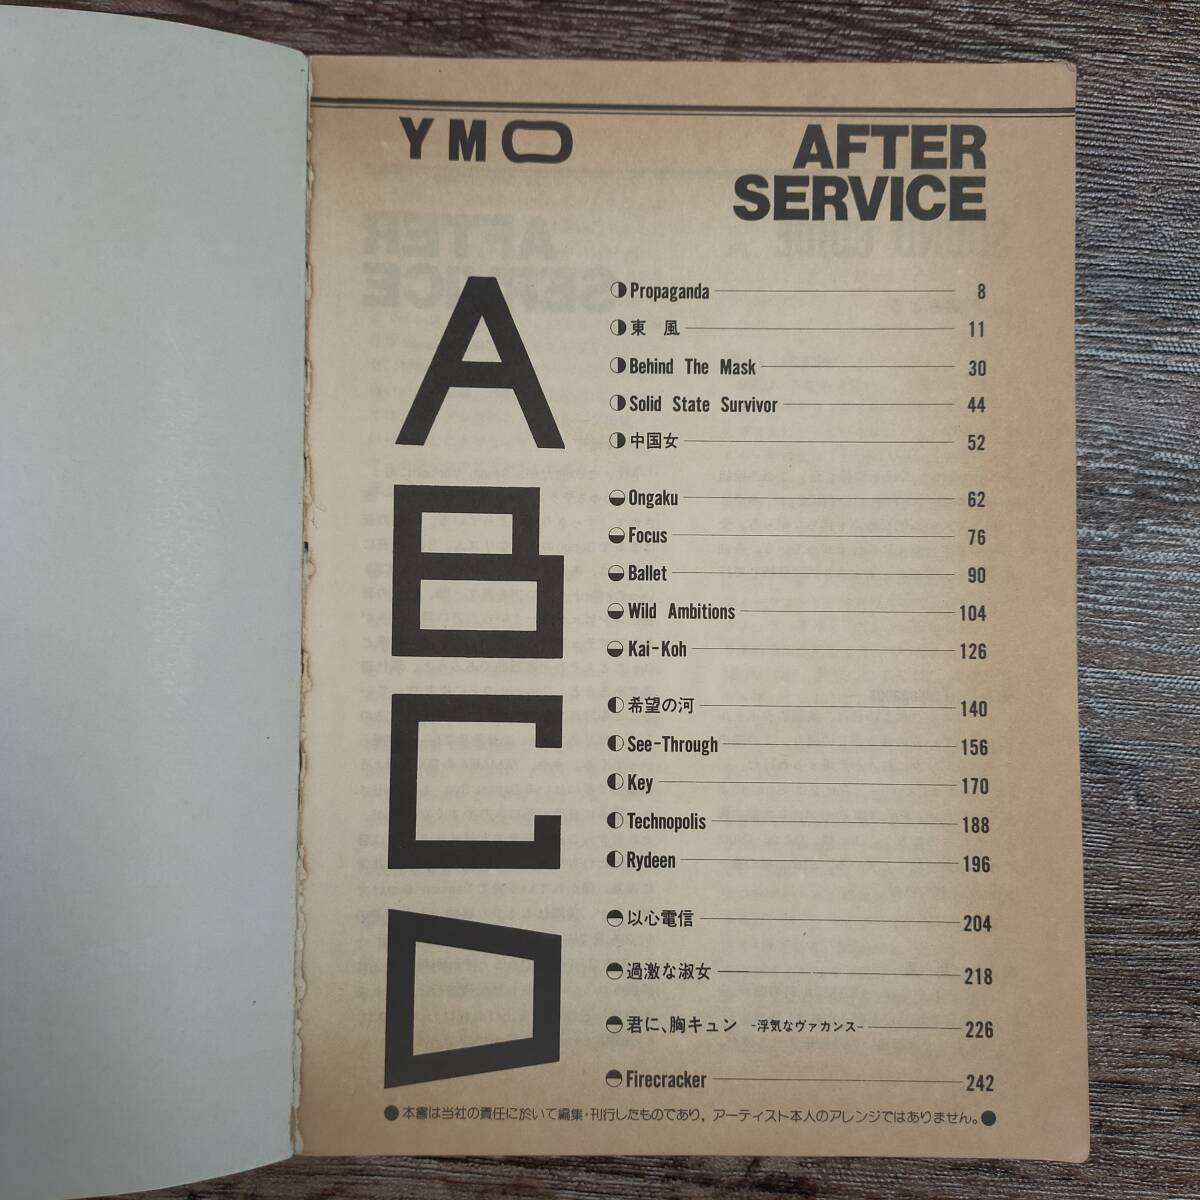 YMO
AFTER
SERVICE
A
Propaganda 8
東風 11
Behind The Mask 30
Solid State Survivor 44
中国女 52
B
Ongaku 62
Focus 76
Ballet 90
Wild Ambitions 104
Kai-Koh 126
C
希望の河 140
See-Through 156
Key 170
Technopolis 188
Rydeen 196
D
以心電信 204
過激な淑女 218
君に、胸キュン -浮気なヴァカンス- 226
Firecracker 242
●本書は当社の責任に於いて編集・刊行したものであり，アーティスト本人のアレンジではありません。●